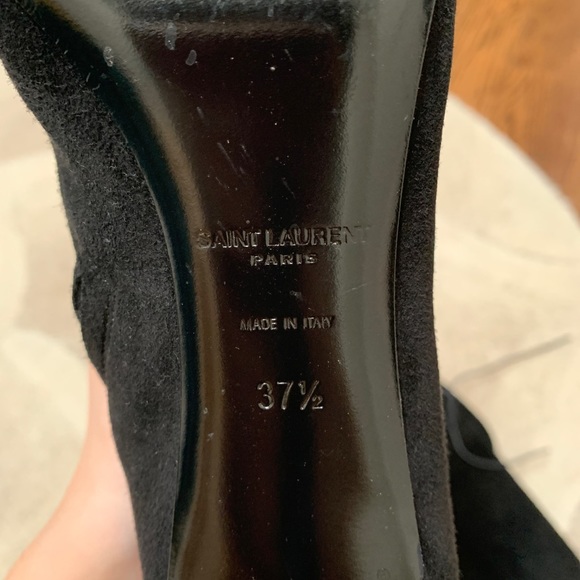 SAINT LAURENT
PARIS
MADE IN ITALY
37½